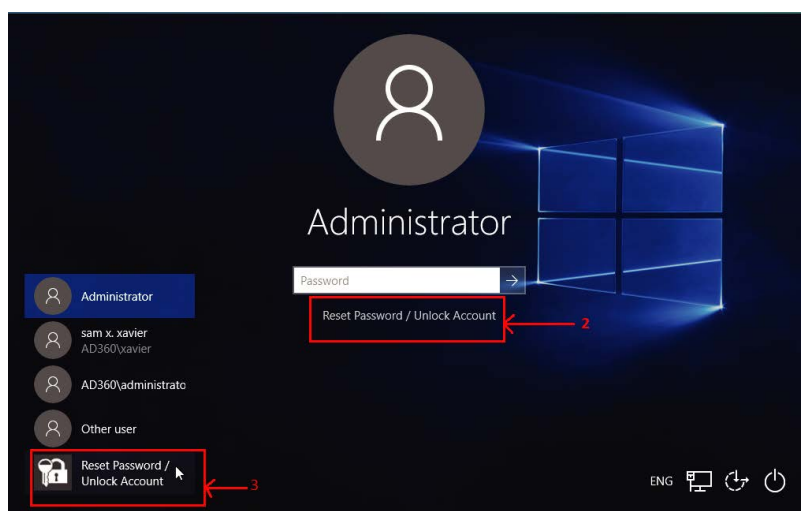 Administrator
Password
Reset Password / Unlock Account
2
Administrator
sam x. xavier
AD360\xavier
AD360\administratc
Other user
Reset Password /
Unlock Account
3
ENG